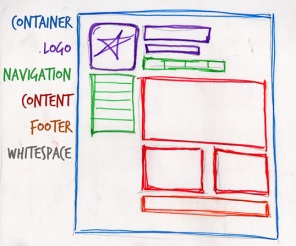 CONTAINER
LOGO
NAVIGATION
CONTENT
FOOTER
WHITESPACE